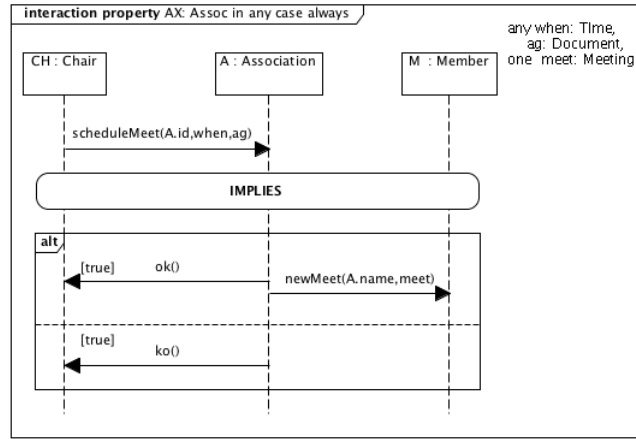 interaction property AX: Assoc in any case always
any when: TIme,
ag: Document,
one meet: Meeting
CH : Chair
A : Association
M : Member
scheduleMeet(A.id,when,ag)
IMPLIES
alt
[true]
ok()
newMeet(A.name,meet)
[true]
ko()